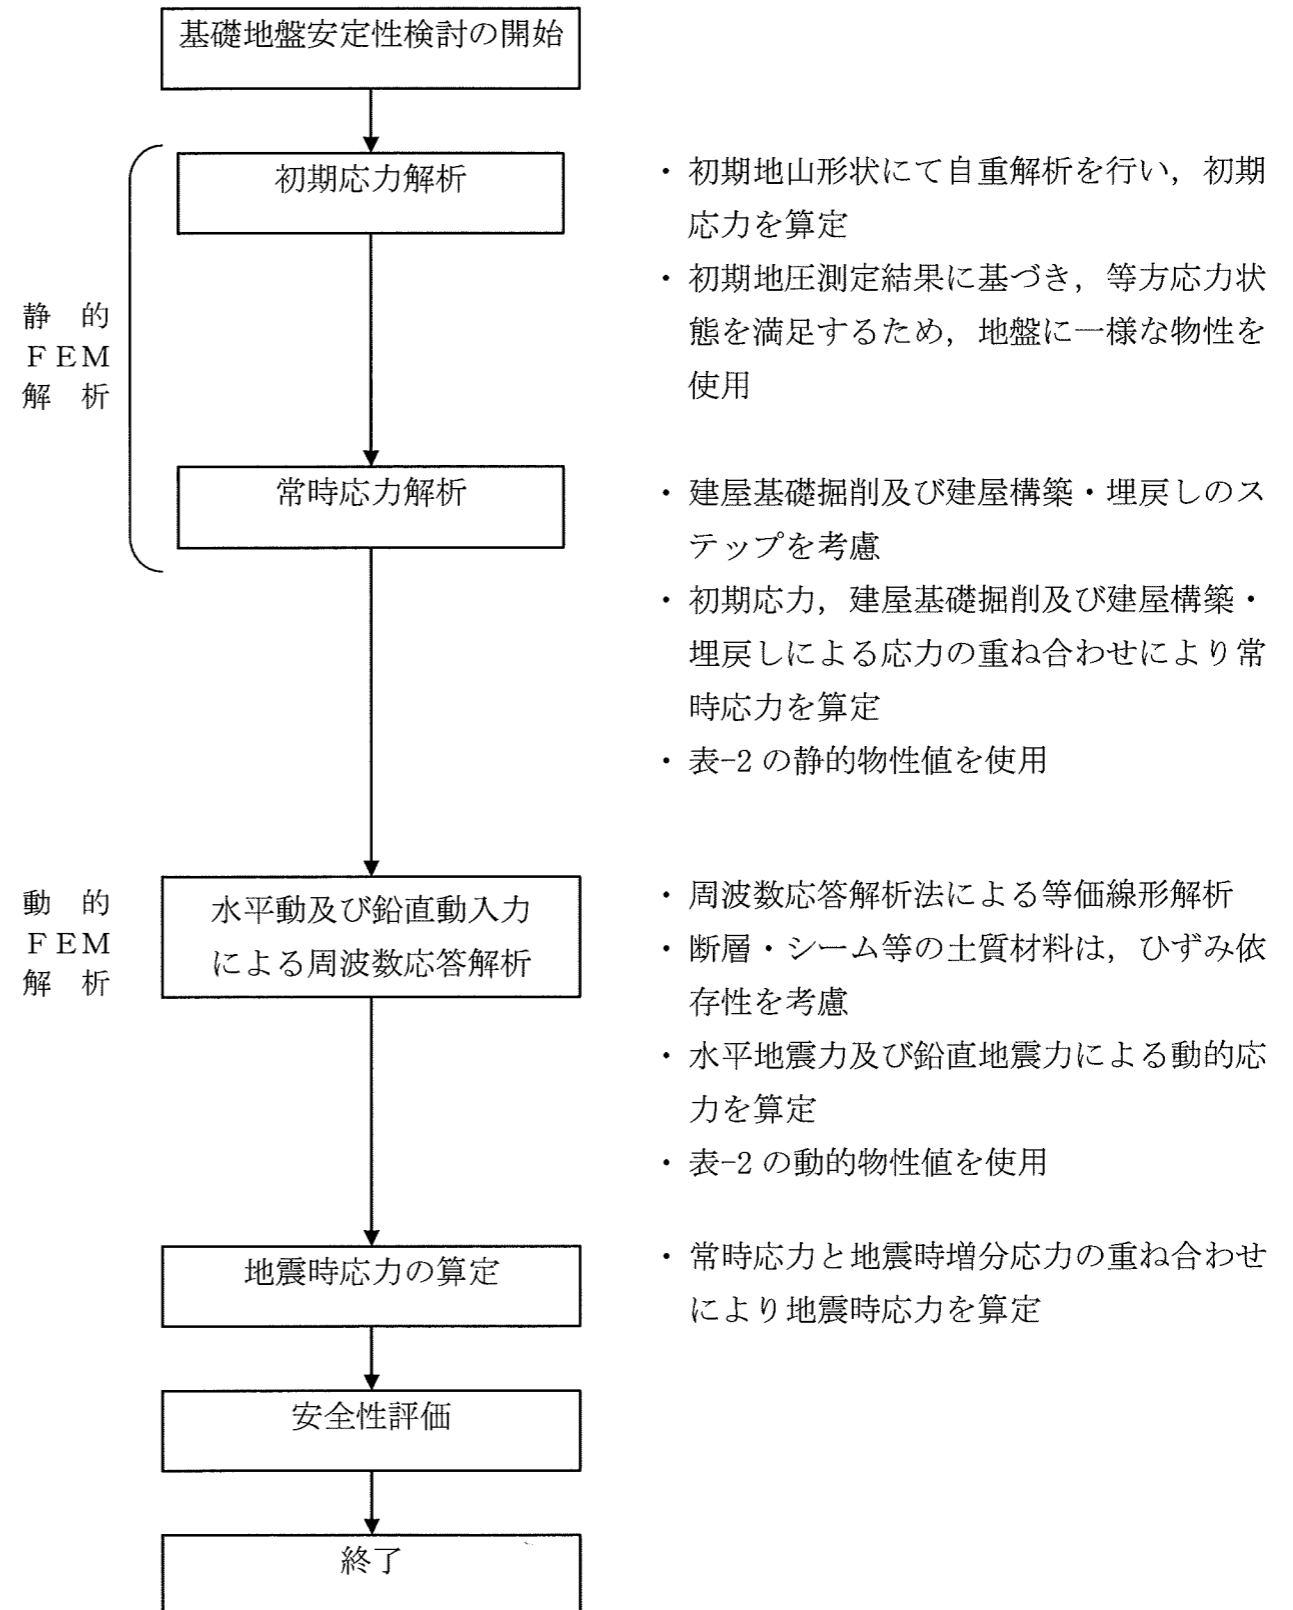 基礎地盤安定性検討の開始
初期応力解析
・ 初期地山形状にて自重解析を行い，初期
応力を算定
・ 初期地圧測定結果に基づき，等方応力状
態を満足するため，地盤に一様な物性を
使用
静 的
ＦＥＭ
解 析
常時応力解析
・ 建屋基礎掘削及び建屋構築・埋戻しのス
テップを考慮
・ 初期応力，建屋基礎掘削及び建屋構築・
埋戻しによる応力の重ね合わせにより常
時応力を算定
・ 表-2 の静的物性値を使用
動 的
ＦＥＭ
解 析
水平動及び鉛直動入力
による周波数応答解析
・ 周波数応答解析法による等価線形解析
・ 断層・シーム等の土質材料は，ひずみ依
存性を考慮
・ 水平地震力及び鉛直地震力による動的応
力を算定
・ 表-2 の動的物性値を使用
地震時応力の算定
・ 常時応力と地震時増分応力の重ね合わせ
により地震時応力を算定
安全性評価
終了